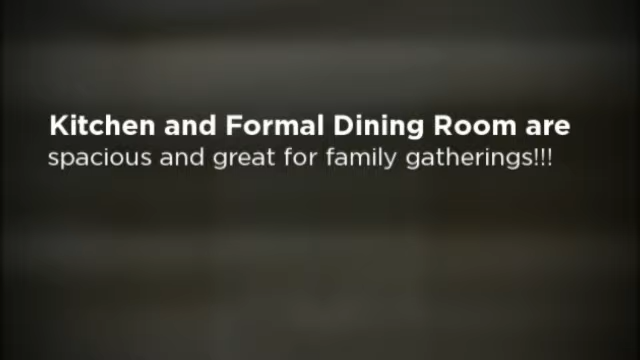 Kitchen and Formal Dining Room are
spacious and great for family gatherings!!!